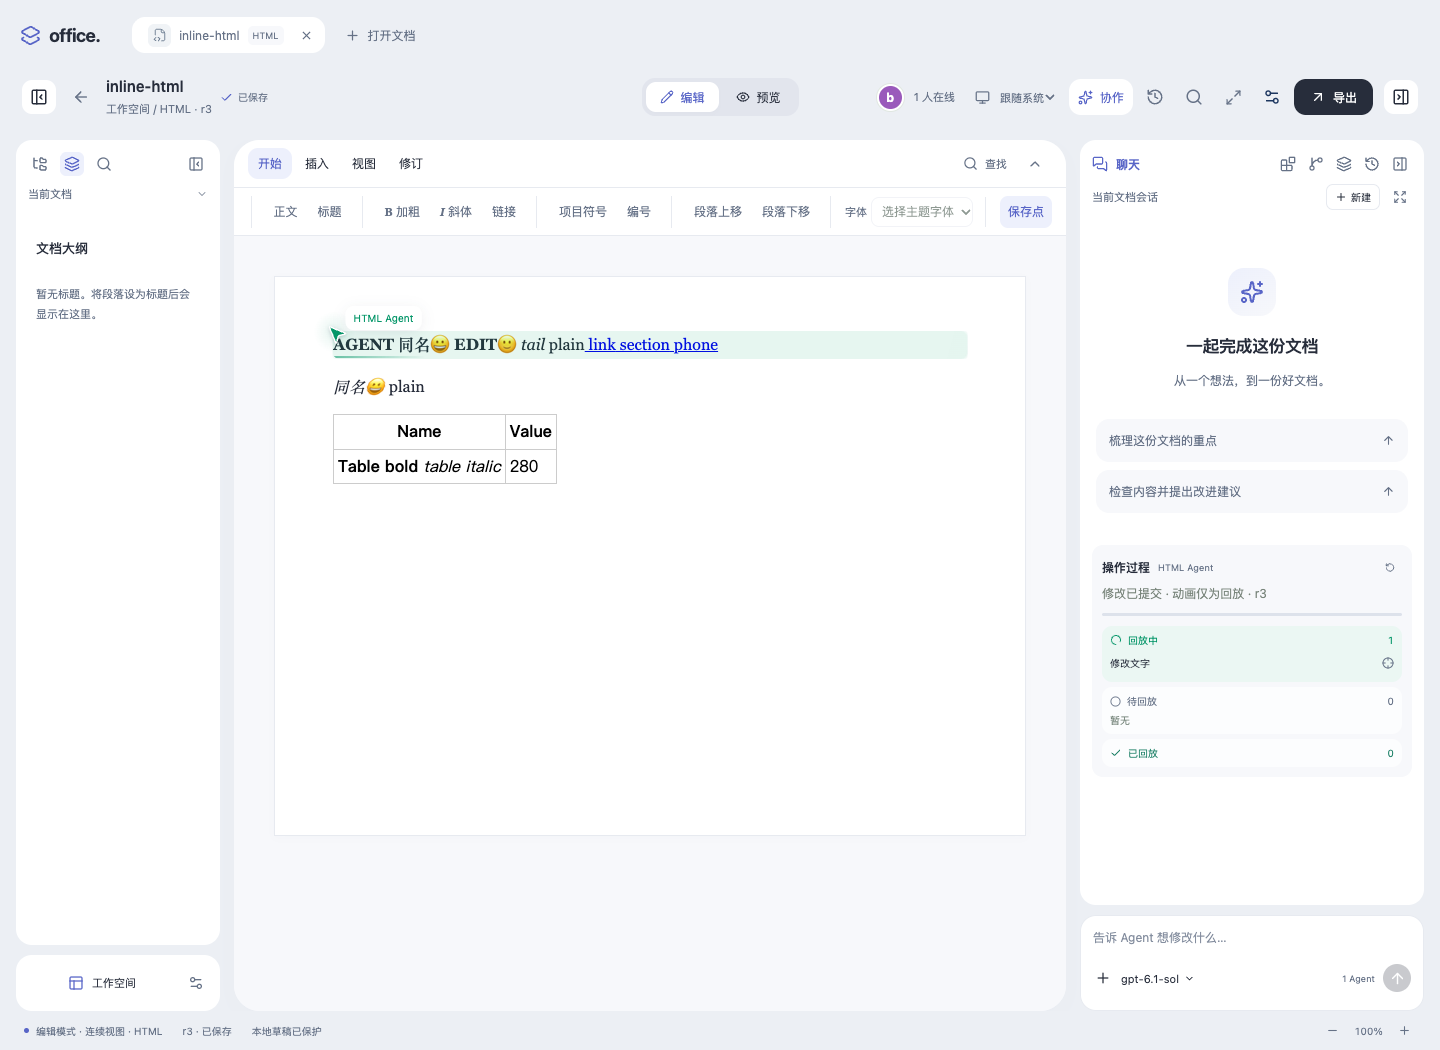 office.
inline-html HTML
打开文档
inline-html
工作空间 / HTML · r3
已保存
编辑
预览
b
1 人在线
跟随系统
协作
导出
当前文档
文档大纲
暂无标题。将段落设为标题后会
显示在这里。
工作空间
开始 插入 视图 修订
查找
正文 标题 B 加粗 I 斜体 链接 项目符号 编号 段落上移 段落下移 字体 选择主题字体 保存点
HTML Agent
AGENT 同名😀 EDIT🙂 tail plain link section phone
同名😀 plain
Name Value
Table bold table italic 280
聊天
当前文档会话
新建
一起完成这份文档
从一个想法，到一份好文档。
梳理这份文档的重点
检查内容并提出改进建议
操作过程 HTML Agent
修改已提交 · 动画仅为回放 · r3
回放中 1
修改文字
待回放 0
暂无
已回放 0
告诉 Agent 想修改什么...
gpt-6.1-sol
1 Agent
编辑模式 · 连续视图 · HTML r3 · 已保存 本地草稿已保护
100%